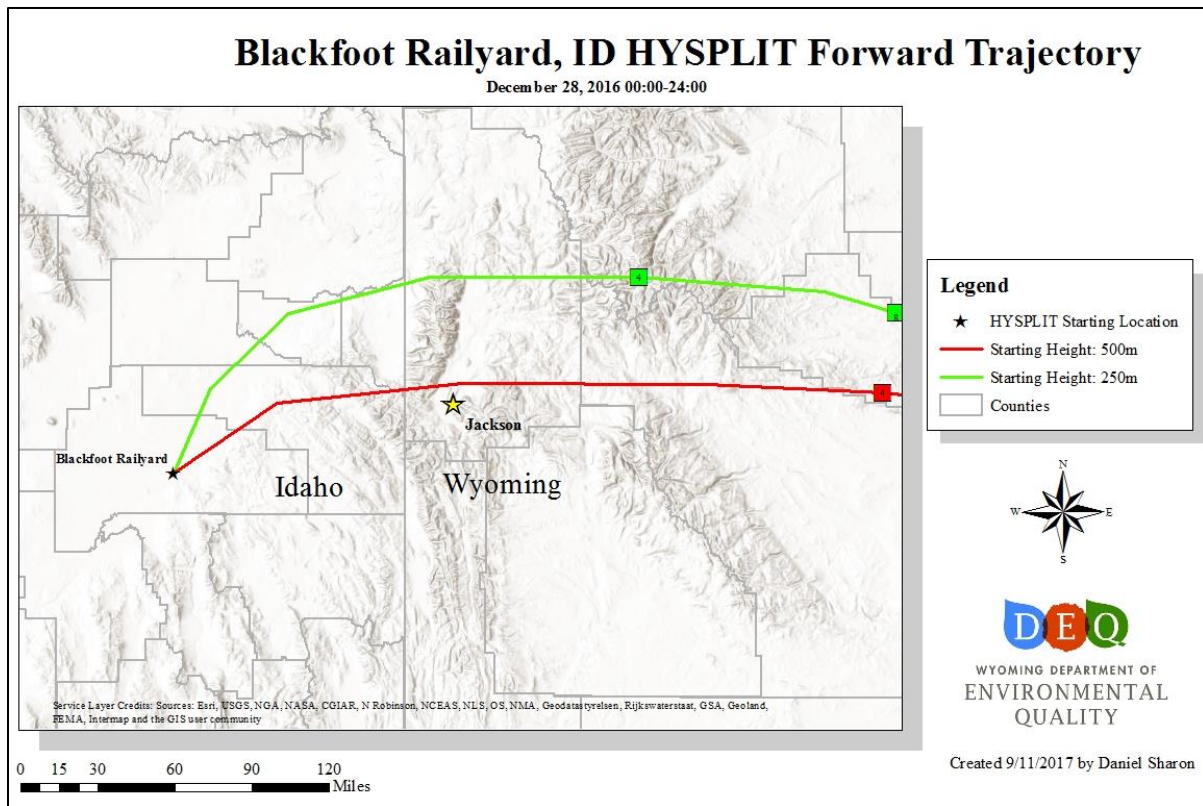 Blackfoot Railyard, ID HYSPLIT Forward Trajectory
December 28, 2016 00:00-24:00
4
8
4
Jackson
Blackfoot Railyard
Idaho
Wyoming
Service Layer Credits: Sources: Esri, USGS, NGA, NASA, CGIAR, N Robinson, NCEAS, NLS, OS, NMA, Geodatastyrelsen, Rijkswaterstaat, GSA, Geoland,
FEMA, Intermap and the GIS user community
0 15 30 60 90 120
Miles
Legend
HYSPLIT Starting Location
Starting Height: 500m
Starting Height: 250m
Counties
N
W E
S
DEQ
WYOMING DEPARTMENT OF
ENVIRONMENTAL
QUALITY
Created 9/11/2017 by Daniel Sharon